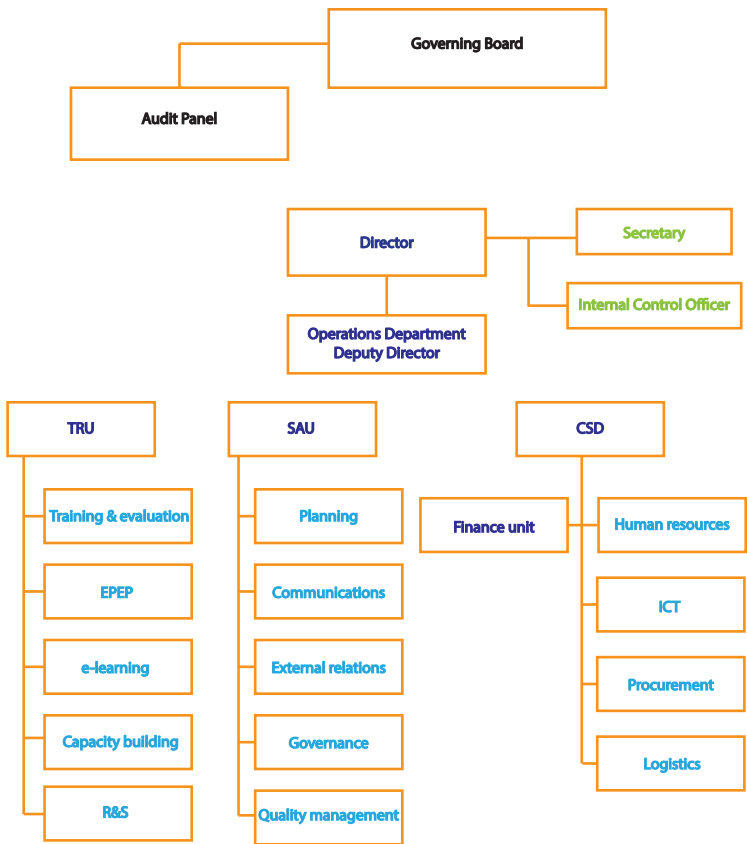 Governing Board
Audit Panel
Director
Secretary
Internal Control Officer
Operations Department
Deputy Director
TRU
SAU
CSD
Training & evaluation
EPEP
e-learning
Capacity building
R&S
Planning
Communications
External relations
Governance
Quality management
Finance unit
Human resources
ICT
Procurement
Logistics